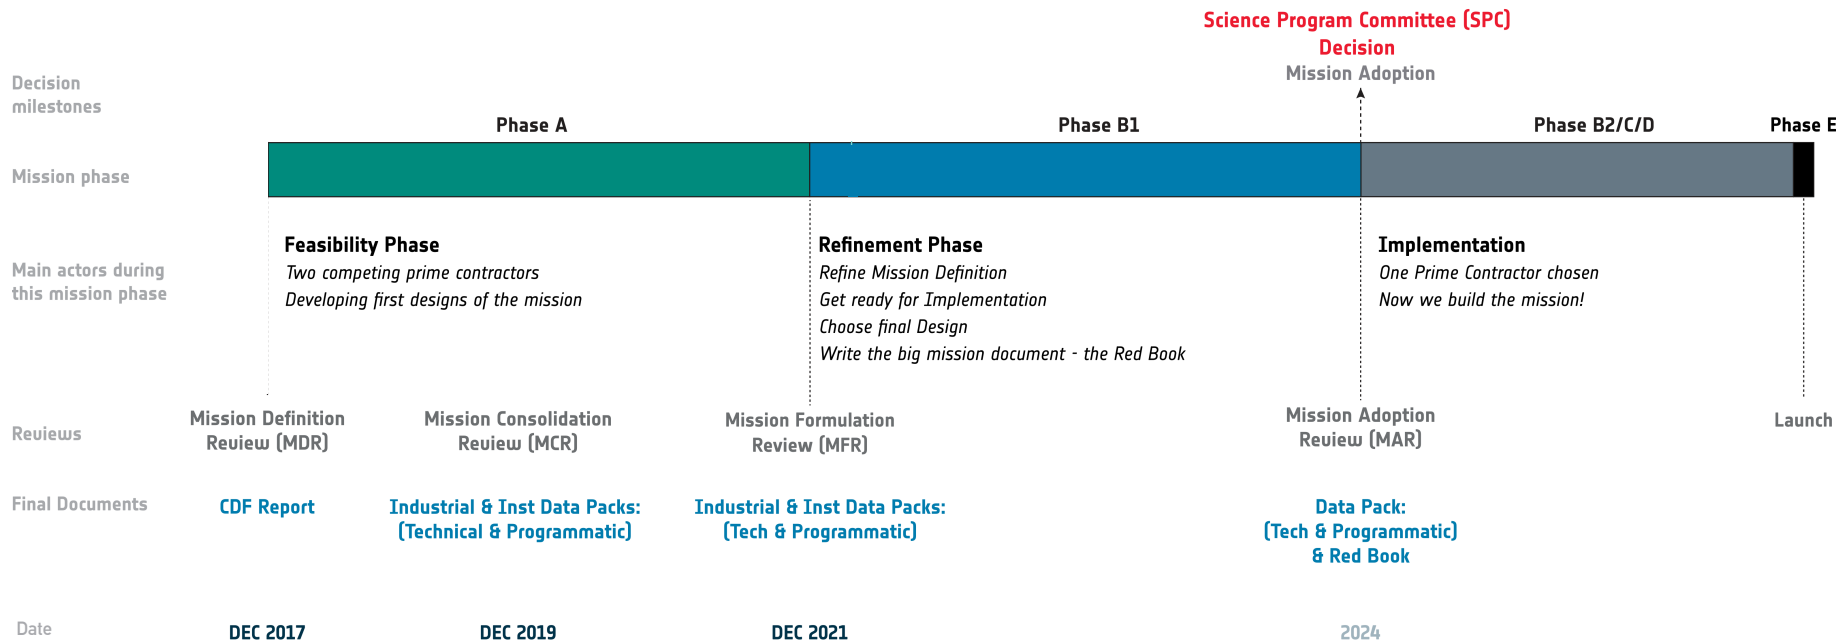 Science Program Committee (SPC)
Decision
Mission Adoption
Decision
milestones
Phase A
Phase B1
Phase B2/C/D
Phase E
Mission phase
Main actors during
this mission phase
Feasibility Phase
Two competing prime contractors
Developing first designs of the mission
Refinement Phase
Refine Mission Definition
Get ready for Implementation
Choose final Design
Write the big mission document - the Red Book
Implementation
One Prime Contractor chosen
Now we build the mission!
Reviews
Mission Definition
Review (MDR)
Mission Consolidation
Review (MCR)
Mission Formulation
Review (MFR)
Mission Adoption
Review (MAR)
Launch
Final Documents
CDF Report
Industrial & Inst Data Packs:
(Technical & Programmatic)
Industrial & Inst Data Packs:
(Tech & Programmatic)
Data Pack:
(Tech & Programmatic)
& Red Book
Date
DEC 2017
DEC 2019
DEC 2021
2024